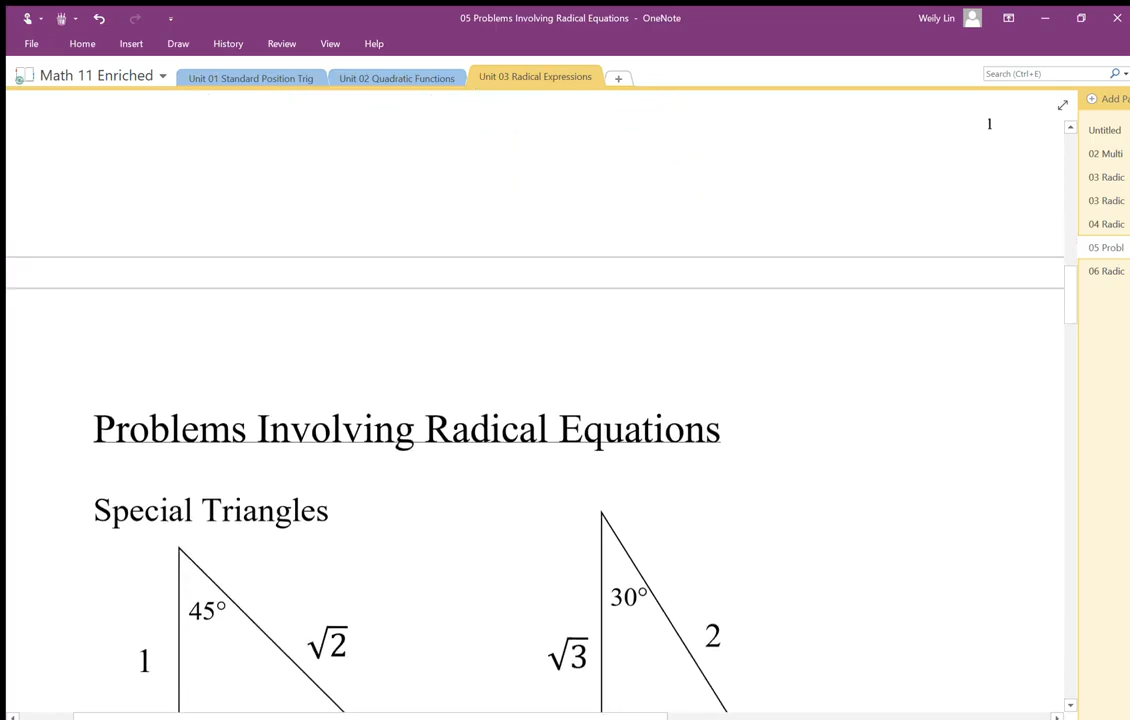 05 Problems Involving Radical Equations - OneNote
Weily Lin
File Home Insert Draw History Review View Help
Math 11 Enriched
Unit 01 Standard Position Trig
Unit 02 Quadratic Functions
Unit 03 Radical Expressions
Search (Ctrl+E)
Add Pa
1
Untitled
02 Multi
03 Radic
03 Radic
04 Radic
05 Probl
06 Radic
Problems Involving Radical Equations
Special Triangles
45°
1
√2
30°
√3
2